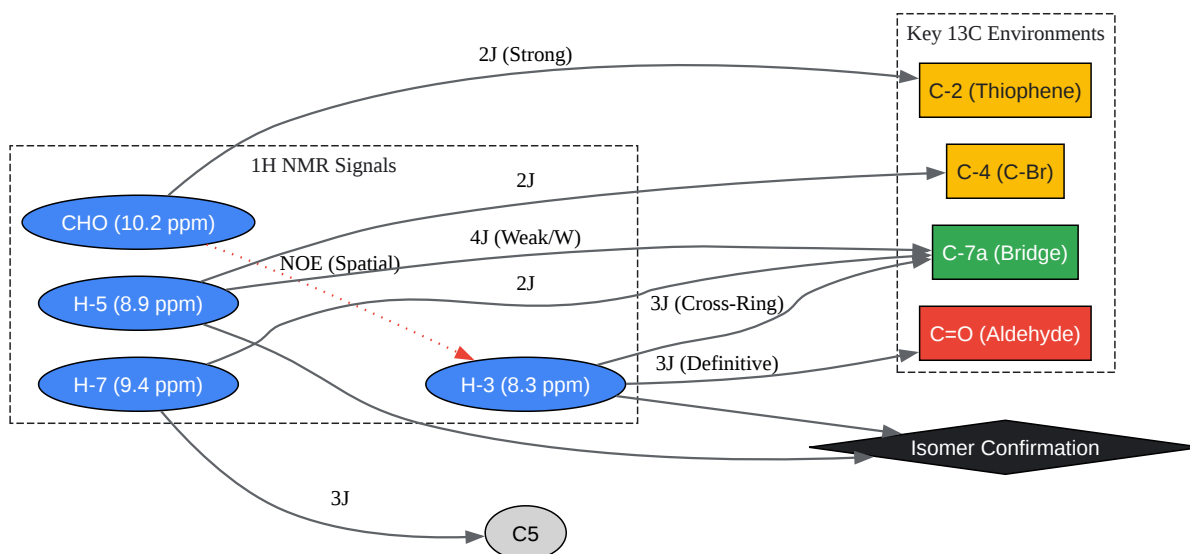 Key 13C Environments
2J (Strong)
C-2 (Thiophene)
1H NMR Signals
2J
C-4 (C-Br)
CHO (10.2 ppm)
4J (Weak/W)
C-7a (Bridge)
NOE (Spatial)
2J
H-5 (8.9 ppm)
3J (Cross-Ring)
C=O (Aldehyde)
3J (Definitive)
H-7 (9.4 ppm)
H-3 (8.3 ppm)
Isomer Confirmation
3J
C5